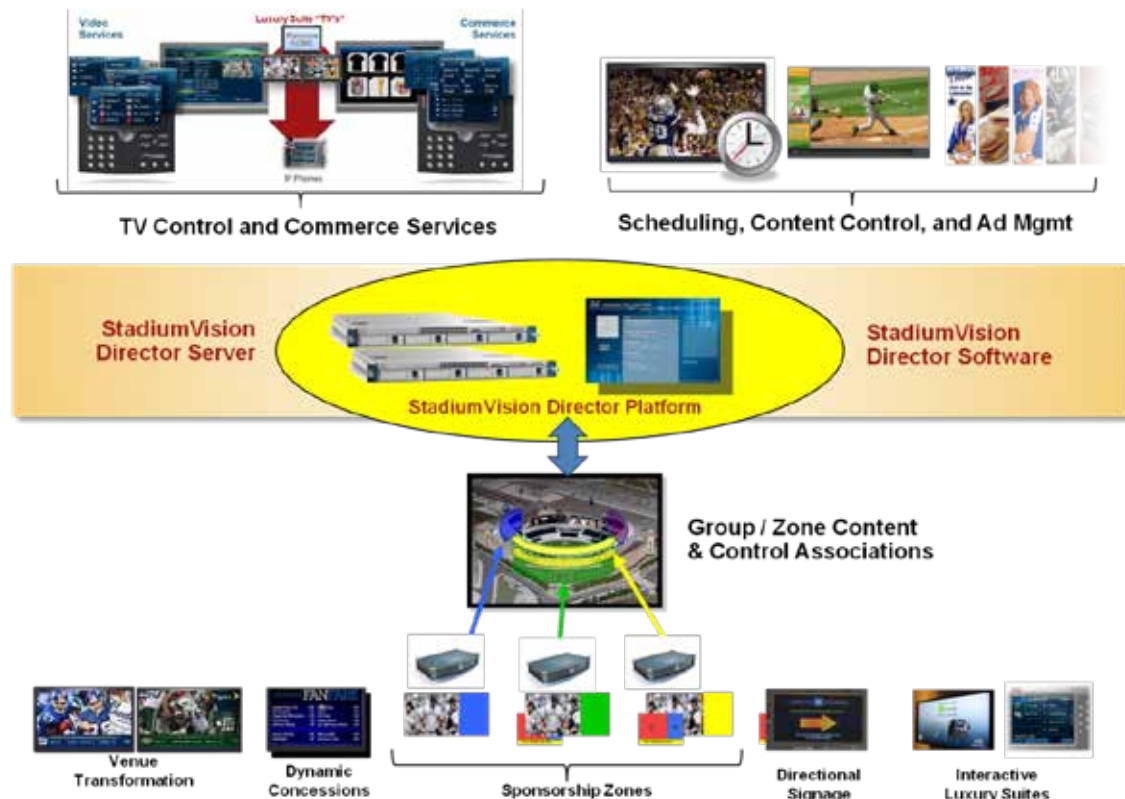 Video
Services
Luxury Suite "TV's"
Commerce
Services
IP Phones
TV Control and Commerce Services
Scheduling, Content Control, and Ad Mgmt
StadiumVision
Director Server
StadiumVision
Director Software
StadiumVision Director Platform
Group / Zone Content
& Control Associations
FAN FARE
Venue
Transformation
Dynamic
Concessions
Sponsorship Zones
Directional
Signage
Interactive
Luxury Suites